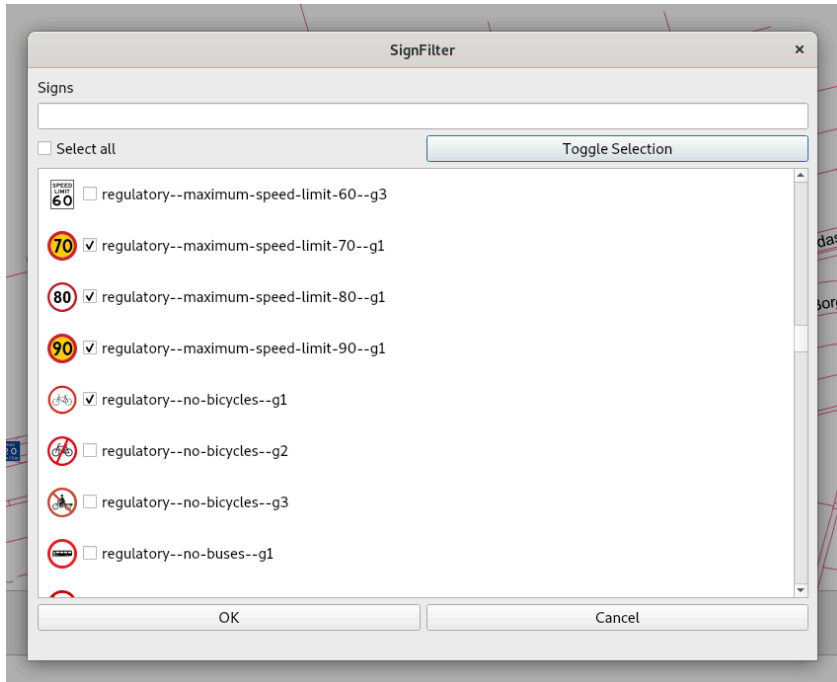 SignFilter
Signs
Select all
Toggle Selection
SPEED
LIMIT
60
regulatory--maximum-speed-limit-60--g3
70 regulatory--maximum-speed-limit-70--g1
80 regulatory--maximum-speed-limit-80--g1
90 regulatory--maximum-speed-limit-90--g1
regulatory--no-bicycles--g1
regulatory--no-bicycles--g2
regulatory--no-bicycles--g3
regulatory--no-buses--g1
OK
Cancel